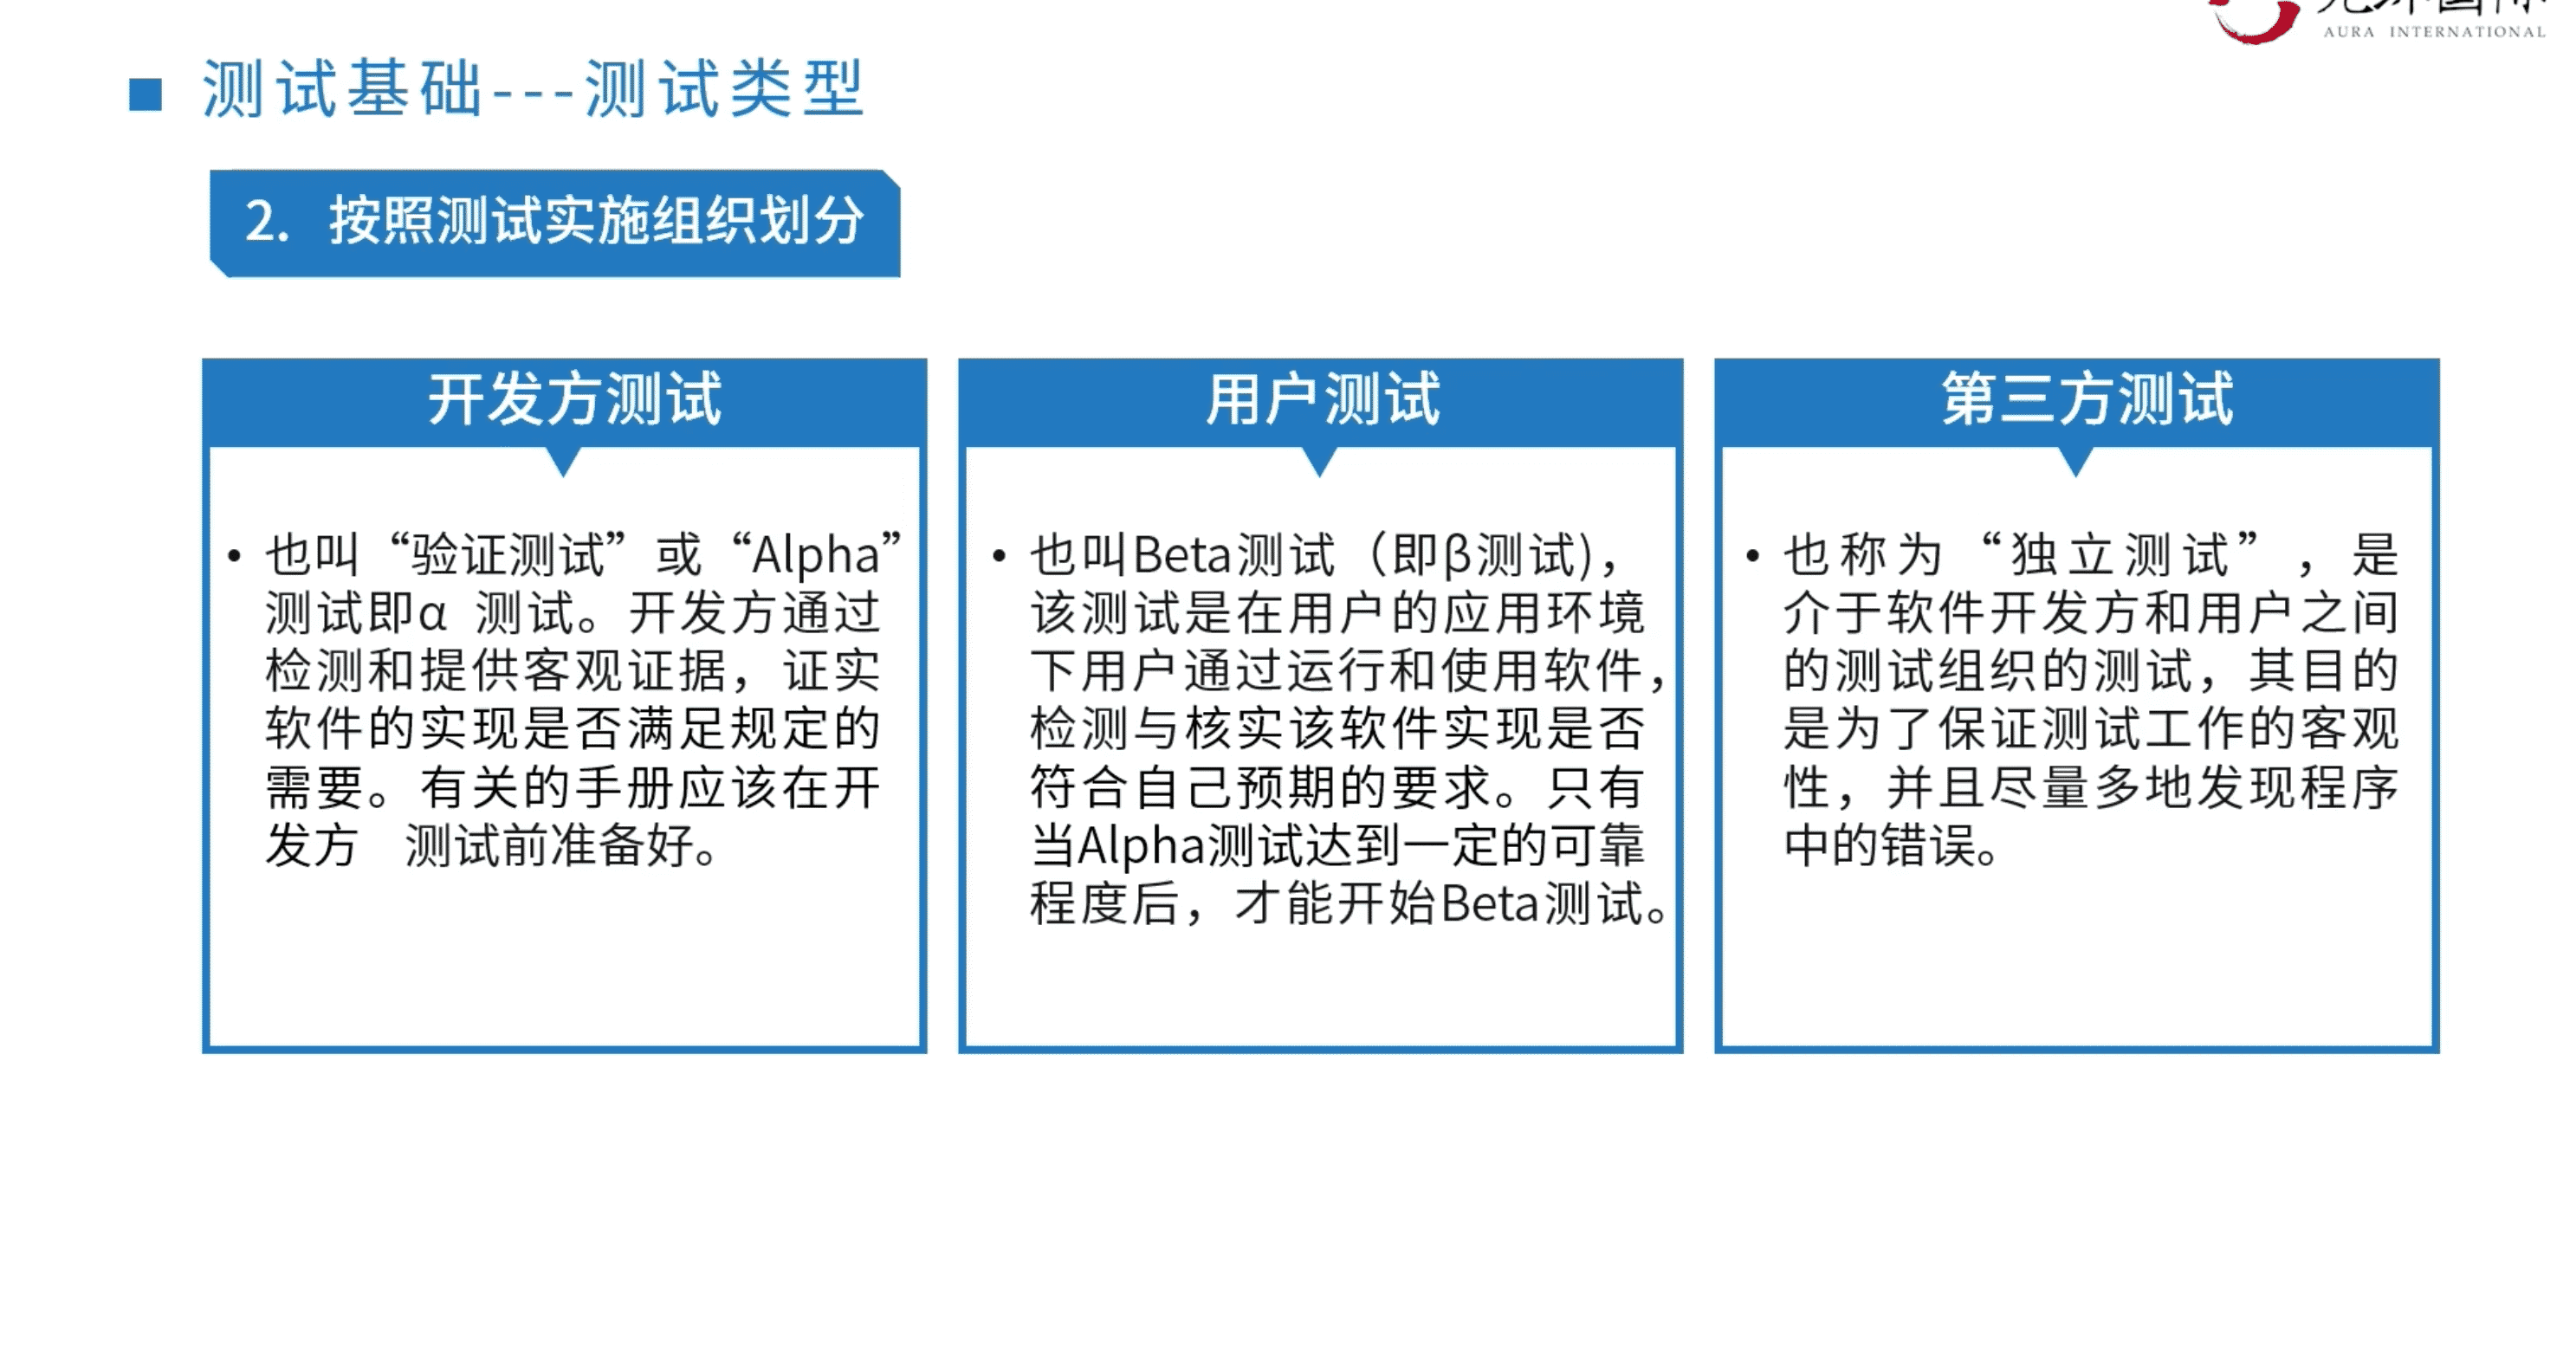 AURA INTERNATIONAL
测试基础---测试类型
2. 按照测试实施组织划分
开发方测试
也叫“验证测试”或“Alpha”
测试即α 测试。开发方通过
检测和提供客观证据，证实
软件的实现是否满足规定的
需要。有关的手册应该在开
发方 测试前准备好。
用户测试
也叫Beta测试（即β测试)，
该测试是在用户的应用环境
下用户通过运行和使用软件，
检测与核实该软件实现是否
符合自己预期的要求。只有
当Alpha测试达到一定的可靠
程度后，才能开始Beta测试。
第三方测试
也称为“独立测试”，是
介于软件开发方和用户之间
的测试组织的测试，其目的
是为了保证测试工作的客观
性，并且尽量多地发现程序
中的错误。